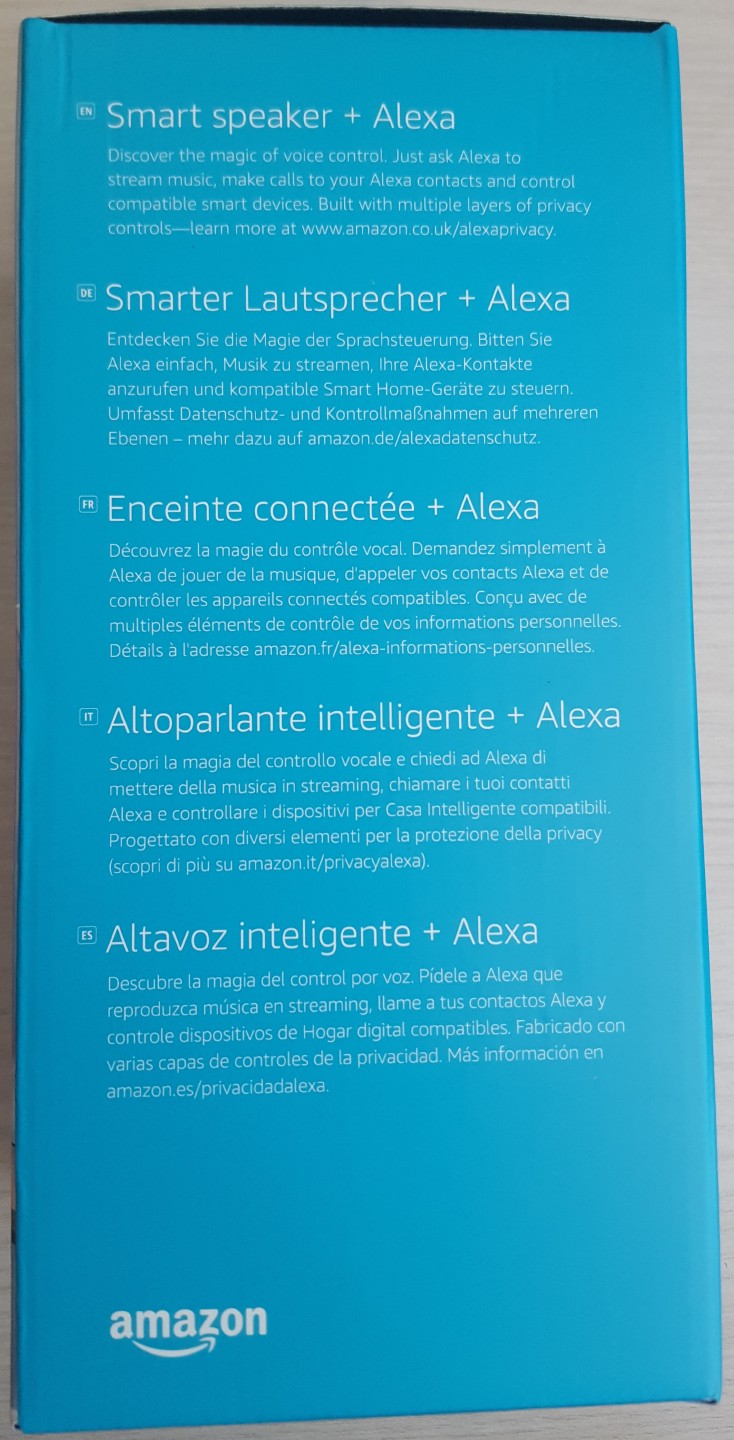 EN Smart speaker + Alexa
Discover the magic of voice control. Just ask Alexa to
stream music, make calls to your Alexa contacts and control
compatible smart devices. Built with multiple layers of privacy
controls—learn more at www.amazon.co.uk/alexaprivacy.
DE Smarter Lautsprecher + Alexa
Entdecken Sie die Magie der Sprachsteuerung. Bitten Sie
Alexa einfach, Musik zu streamen, Ihre Alexa-Kontakte
anzurufen und kompatible Smart Home-Geräte zu steuern.
Umfasst Datenschutz- und Kontrollmaßnahmen auf mehreren
Ebenen – mehr dazu auf amazon.de/alexadatenschutz.
FR Enceinte connectée + Alexa
Découvrez la magie du contrôle vocal. Demandez simplement à
Alexa de jouer de la musique, d'appeler vos contacts Alexa et de
contrôler les appareils connectés compatibles. Conçu avec de
multiples éléments de contrôle de vos informations personnelles.
Détails à l'adresse amazon.fr/alexa-informations-personnelles.
IT Altoparlante intelligente + Alexa
Scopri la magia del controllo vocale e chiedi ad Alexa di
mettere della musica in streaming, chiamare i tuoi contatti
Alexa e controllare i dispositivi per Casa Intelligente compatibili.
Progettato con diversi elementi per la protezione della privacy
(scopri di più su amazon.it/privacyalexa).
ES Altavoz inteligente + Alexa
Descubre la magia del control por voz. Pídele a Alexa que
reproduzca música en streaming, llame a tus contactos Alexa y
controle dispositivos de Hogar digital compatibles. Fabricado con
varias capas de controles de la privacidad. Más información en
amazon.es/privacidadalexa.
amazon